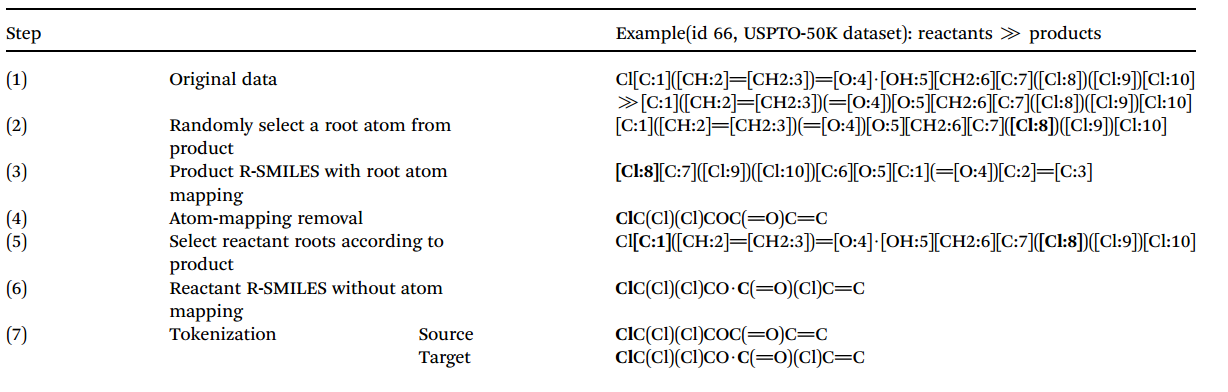 Step Example(id 66, USPTO-50K dataset): reactants ≫ products
(1) Original data Cl[C:1]([CH:2]=[CH2:3])=[O:4]·[OH:5][CH2:6][C:7]([Cl:8])([Cl:9])[Cl:10]
≫[C:1]([CH:2]=[CH2:3])(=[O:4])[O:5][CH2:6][C:7]([Cl:8])([Cl:9])[Cl:10]
(2) Randomly select a root atom from [C:1]([CH:2]=[CH2:3])(=[O:4])[O:5][CH2:6][C:7]([Cl:8])([Cl:9])[Cl:10]
product
(3) Product R-SMILES with root atom [Cl:8][C:7]([Cl:9])([Cl:10])[C:6][O:5][C:1](=[O:4])[C:2]=[C:3]
mapping
(4) Atom-mapping removal ClC(Cl)(Cl)COC(=O)C=C
(5) Select reactant roots according to Cl[C:1]([CH:2]=[CH2:3])=[O:4]·[OH:5][CH2:6][C:7]([Cl:8])([Cl:9])[Cl:10]
product
(6) Reactant R-SMILES without atom ClC(Cl)(Cl)CO·C(=O)(Cl)C=C
mapping
(7) Tokenization Source ClC(Cl)(Cl)COC(=O)C=C
Target ClC(Cl)(Cl)CO·C(=O)(Cl)C=C